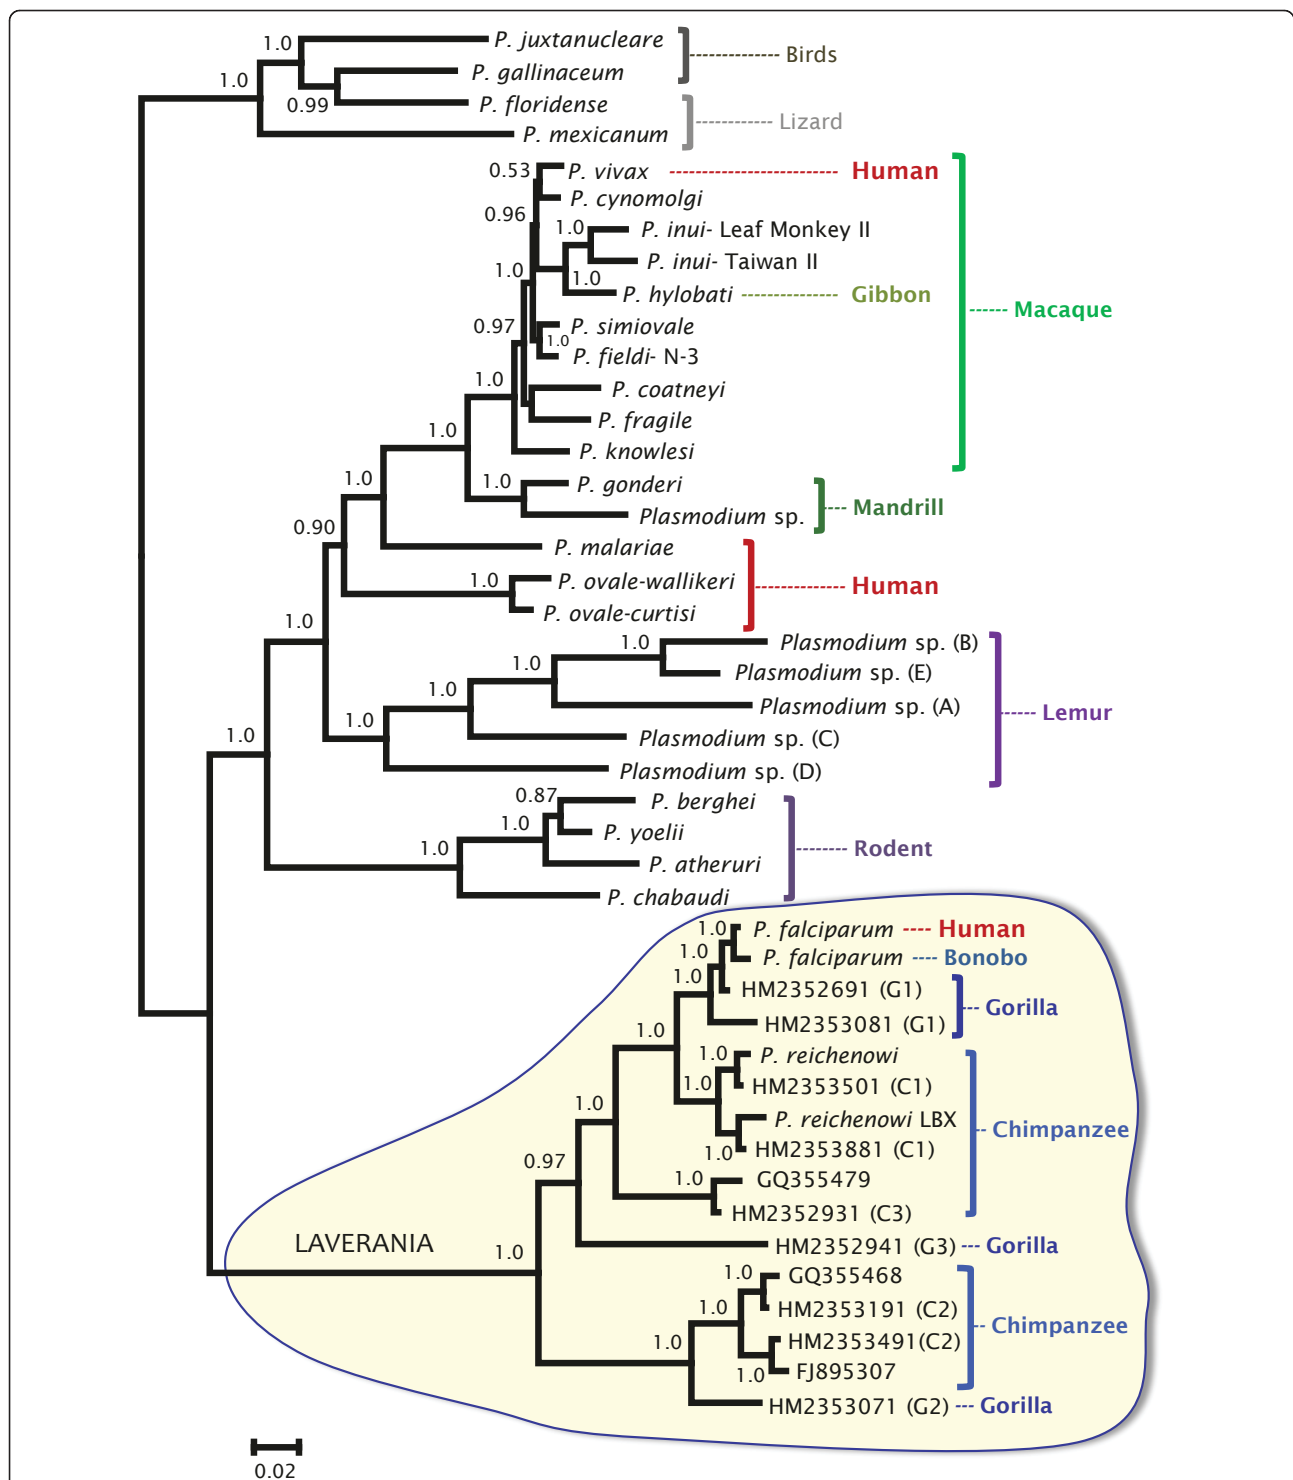 1.0
P. juxtanucleare
Birds
1.0
P. gallinaceum
0.99
P. floridense
Lizard
P. mexicanum
0.53
P. vivax
Human
P. cynomolgi
0.96
1.0
P. inui- Leaf Monkey II
P. inui- Taiwan II
1.0
1.0
P. hylobati
Gibbon
Macaque
0.97
P. simiovale
1.0
P. fieldi- N-3
1.0
P. coatneyi
P. fragile
1.0
P. knowlesi
1.0
1.0
P. gonderi
Mandrill
Plasmodium sp.
0.90
P. malariae
1.0
P. ovale-wallikeri
Human
P. ovale-curtisi
1.0
1.0
Plasmodium sp. (B)
1.0
Plasmodium sp. (E)
1.0
Plasmodium sp. (A)
Lemur
1.0
1.0
Plasmodium sp. (C)
Plasmodium sp. (D)
0.87
P. berghei
1.0
P. yoelii
1.0
Rodent
P. atheruri
P. chabaudi
1.0
P. falciparum
Human
1.0
P. falciparum
Bonobo
1.0
HM2352691 (G1)
Gorilla
HM2353081 (G1)
1.0
1.0
P. reichenowi
1.0
HM2353501 (C1)
1.0
P. reichenowi LBX
Chimpanzee
1.0
HM2353881 (C1)
0.97
1.0
GQ355479
HM2352931 (C3)
LAVERANIA
1.0
HM2352941 (G3)
Gorilla
1.0
GQ355468
1.0
HM2353191 (C2)
Chimpanzee
1.0
HM2353491(C2)
1.0
FJ895307
HM2353071 (G2)
Gorilla
0.02